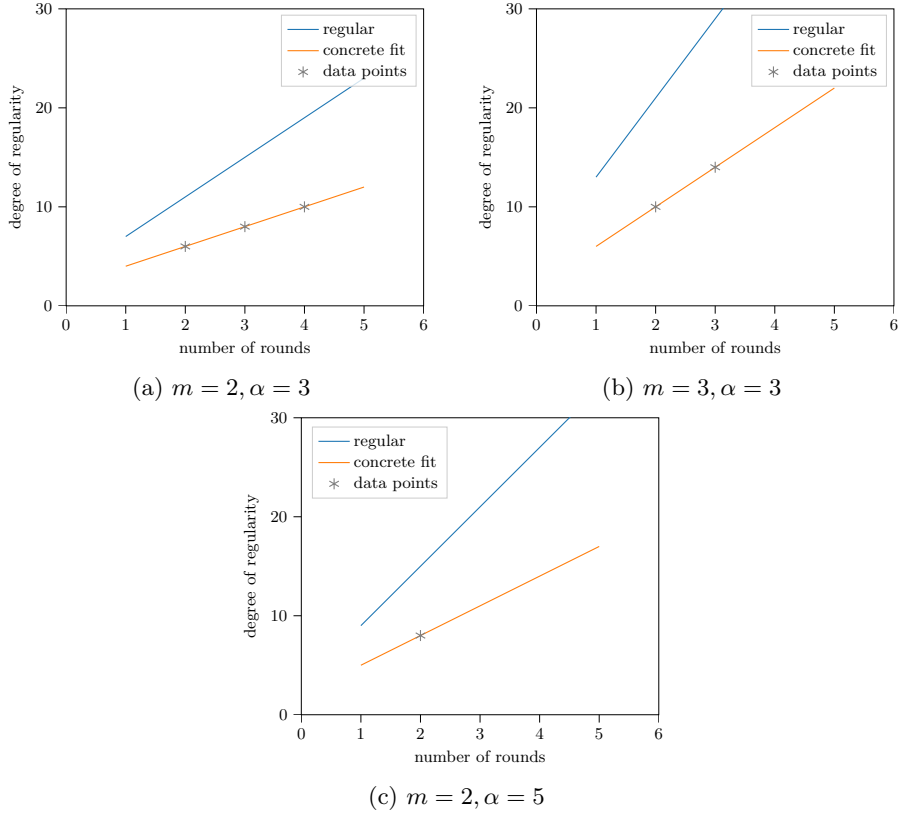 30
20
10
0
degree of regularity
regular
concrete fit
data points
0 1 2 3 4 5 6
number of rounds
(a) m = 2, α = 3
30
20
10
0
degree of regularity
regular
concrete fit
data points
0 1 2 3 4 5 6
number of rounds
(b) m = 3, α = 3
30
20
10
0
degree of regularity
regular
concrete fit
data points
0 1 2 3 4 5 6
number of rounds
(c) m = 2, α = 5